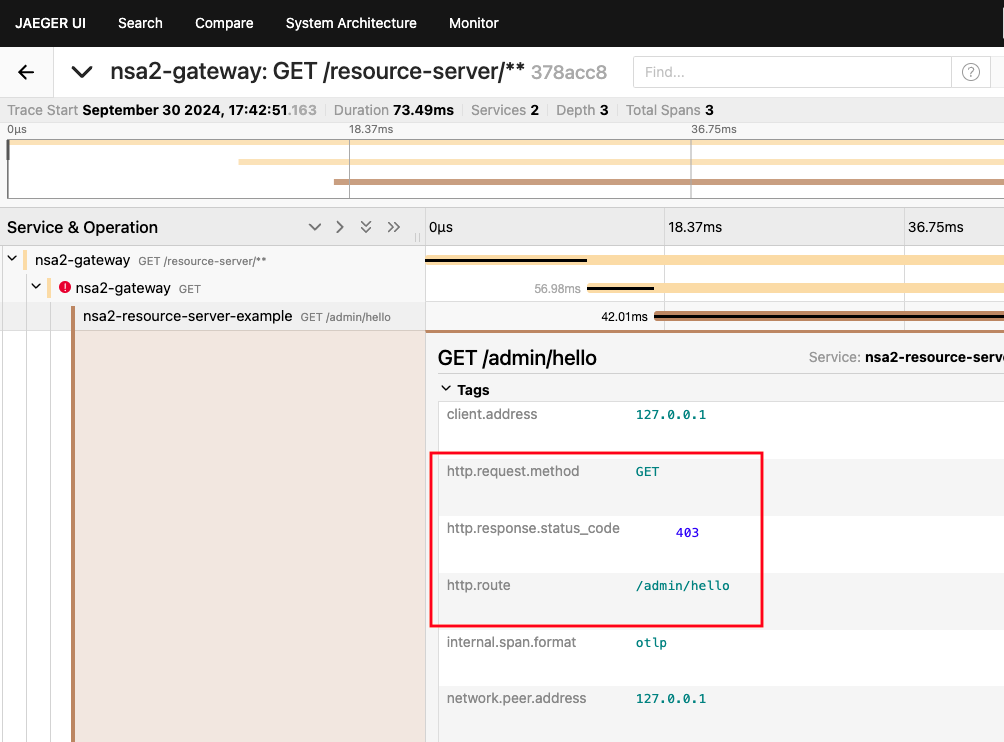 JAEGER UI Search Compare System Architecture Monitor
nsa2-gateway: GET /resource-server/** 378acc8 Find... ?
Trace Start September 30 2024, 17:42:51.163 Duration 73.49ms Services 2 Depth 3 Total Spans 3
0μs 18.37ms 36.75ms
Service & Operation 0μs 18.37ms 36.75ms
nsa2-gateway GET /resource-server/**
nsa2-gateway GET 56.98ms
nsa2-resource-server-example GET /admin/hello 42.01ms
GET /admin/hello Service: nsa2-resource-serv
Tags
client.address 127.0.0.1
http.request.method GET
http.response.status_code 403
http.route /admin/hello
internal.span.format otlp
network.peer.address 127.0.0.1